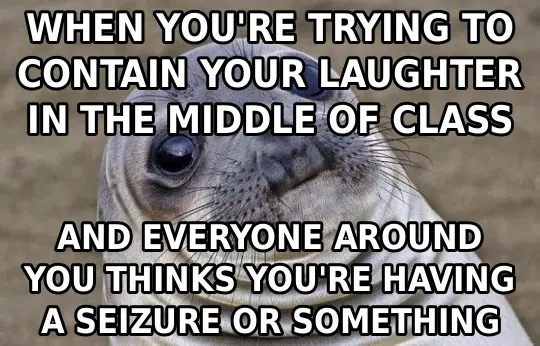 WHEN YOU'RE TRYING TO
CONTAIN YOUR LAUGHTER
IN THE MIDDLE OF CLASS
AND EVERYONE AROUND
YOU THINKS YOU'RE HAVING
A SEIZURE OR SOMETHING